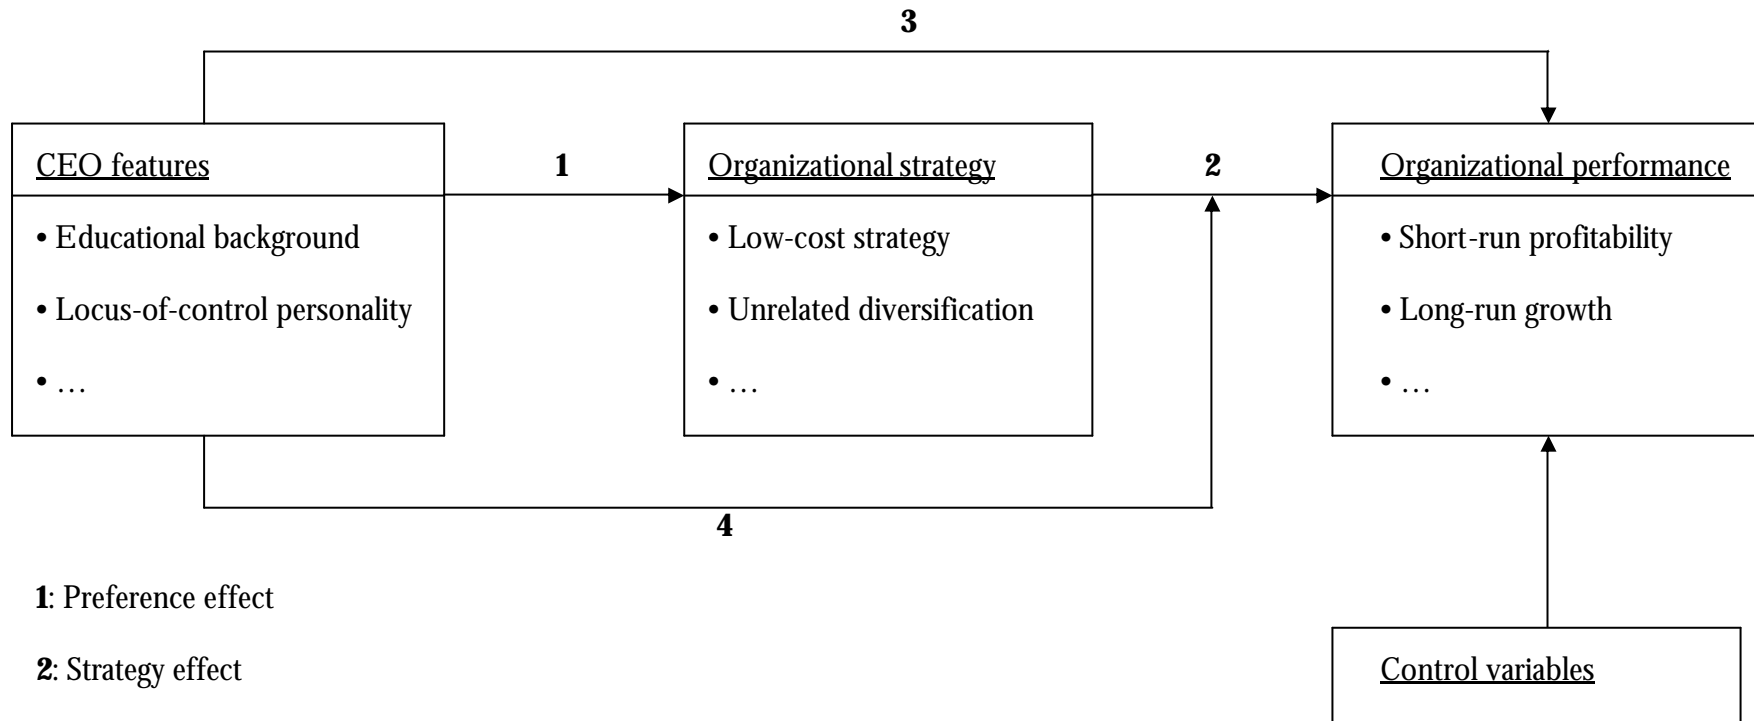 3
CEO features
1
Organizational strategy
2
Organizational performance
• Educational background
• Low-cost strategy
• Short-run profitability
• Locus-of-control personality
• Unrelated diversification
• Long-run growth
• …
• …
• …
4
1: Preference effect
2: Strategy effect
Control variables